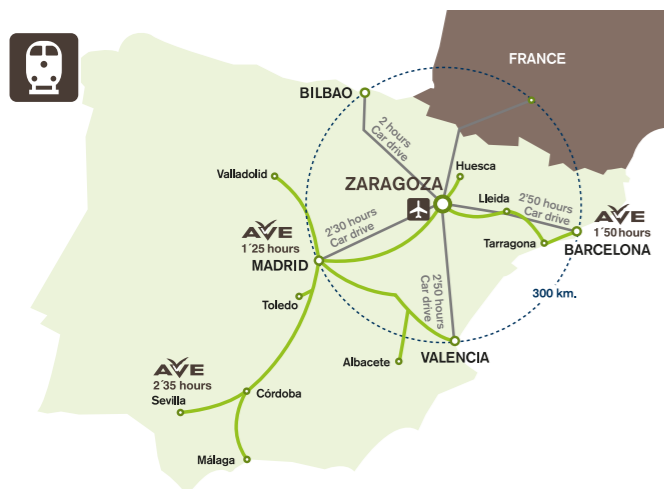 FRANCE
BILBAO
2 hours
Car drive
Huesca
Valladolid
ZARAGOZA
Lleida
2'50 hours
Car drive
AVE
1´50 hours
BARCELONA
Tarragona
AVE
1´25 hours
MADRID
2'30 hours
Car drive
2'50 hours
Car drive
300 km.
Toledo
VALENCIA
Albacete
AVE
2´35 hours
Sevilla
Córdoba
Málaga